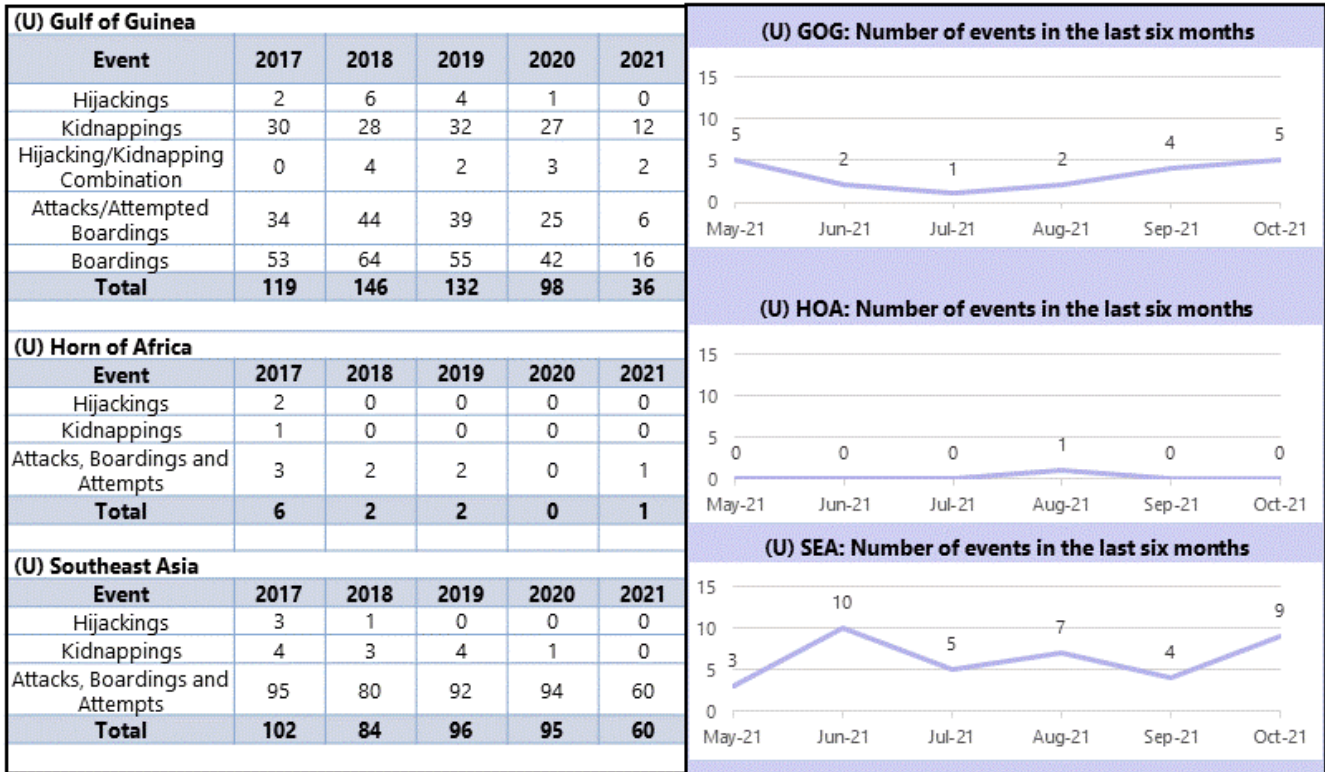 (U) Gulf of Guinea
Event 2017 2018 2019 2020 2021
Hijackings 2 6 4 1 0
Kidnappings 30 28 32 27 12
Hijacking/Kidnapping
Combination 0 4 2 3 2
Attacks/Attempted
Boardings 34 44 39 25 6
Boardings 53 64 55 42 16
Total 119 146 132 98 36
(U) Horn of Africa
Event 2017 2018 2019 2020 2021
Hijackings 2 0 0 0 0
Kidnappings 1 0 0 0 0
Attacks, Boardings and
Attempts 3 2 2 0 1
Total 6 2 2 0 1
(U) Southeast Asia
Event 2017 2018 2019 2020 2021
Hijackings 3 1 0 0 0
Kidnappings 4 3 4 1 0
Attacks, Boardings and
Attempts 95 80 92 94 60
Total 102 84 96 95 60
(U) GOG: Number of events in the last six months
15
10
5
0
5 2 1 2 4 5
May-21 Jun-21 Jul-21 Aug-21 Sep-21 Oct-21
(U) HOA: Number of events in the last six months
15
10
5
0
0 0 0 1 0 0
May-21 Jun-21 Jul-21 Aug-21 Sep-21 Oct-21
(U) SEA: Number of events in the last six months
15
10
5
0
3 10 5 7 4 9
May-21 Jun-21 Jul-21 Aug-21 Sep-21 Oct-21